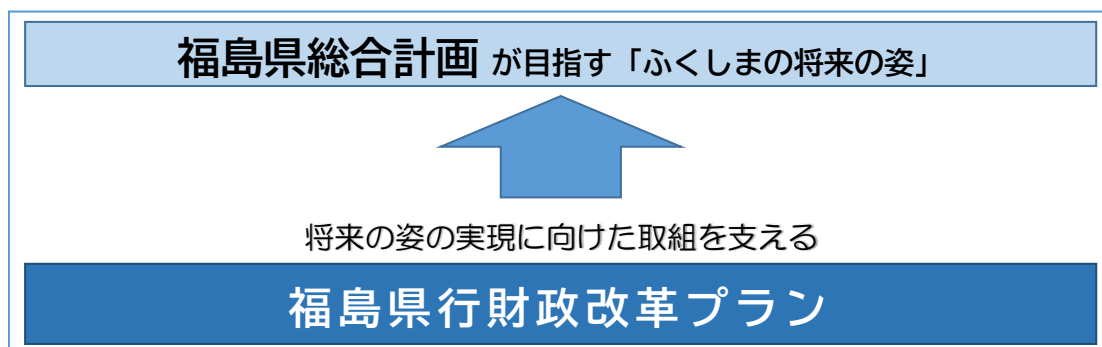 福島県総合計画 が目指す「ふくしまの将来の姿」
将来の姿の実現に向けた取組を支える
福島県行財政改革プラン